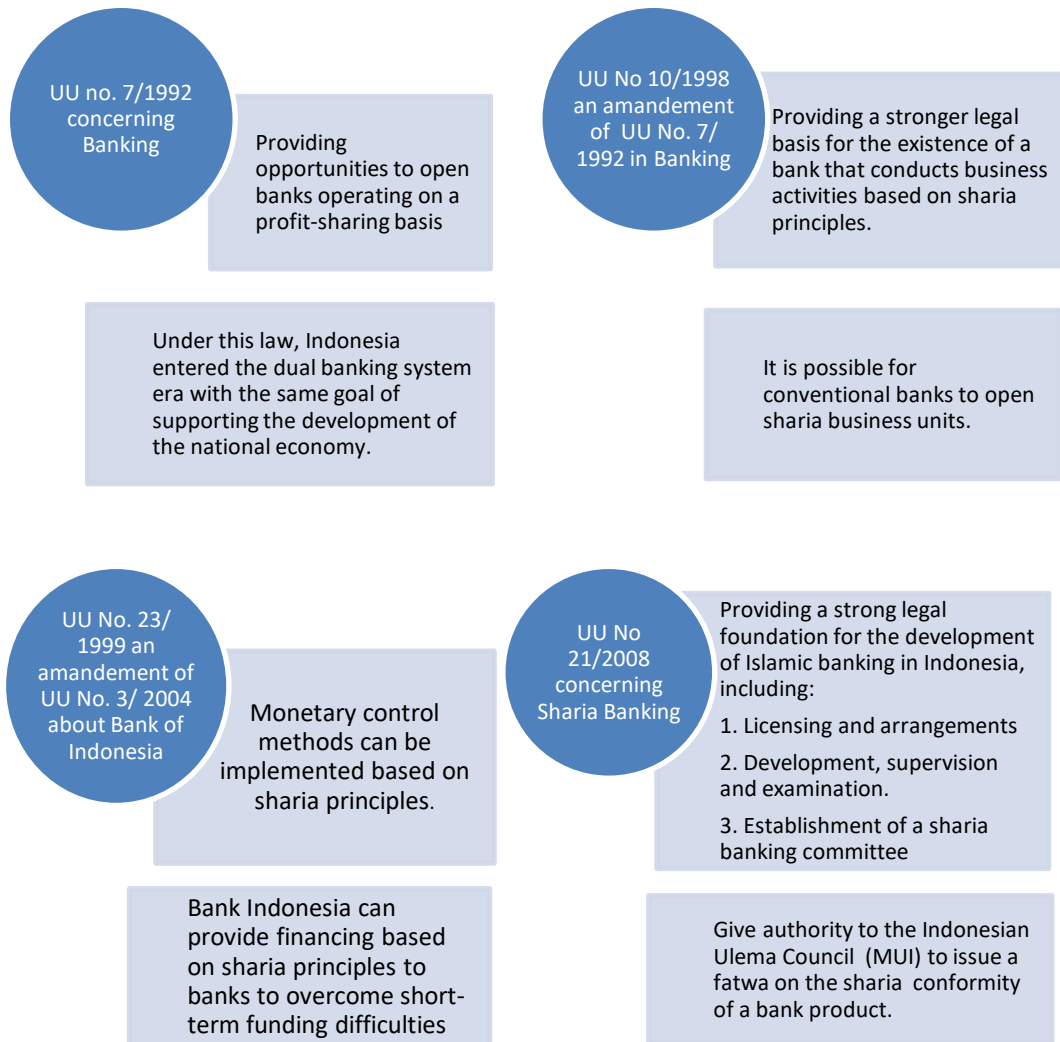 UU no. 7/1992
concerning
Banking
Providing
opportunities to open
banks operating on a
profit-sharing basis
Under this law, Indonesia
entered the dual banking system
era with the same goal of
supporting the development of
the national economy.
UU No 10/1998
an amandement
of UU No. 7/
1992 in Banking
Providing a stronger legal
basis for the existence of a
bank that conducts business
activities based on sharia
principles.
It is possible for
conventional banks to open
sharia business units.
UU No. 23/
1999 an
amandement of
UU No. 3/ 2004
about Bank of
Indonesia
Monetary control
methods can be
implemented based on
sharia principles.
Bank Indonesia can
provide financing based
on sharia principles to
banks to overcome short-
term funding difficulties
UU No
21/2008
concerning
Sharia Banking
Providing a strong legal
foundation for the development
of Islamic banking in Indonesia,
including:
1. Licensing and arrangements
2. Development, supervision
and examination.
3. Establishment of a sharia
banking committee
Give authority to the Indonesian
Ulema Council (MUI) to issue a
fatwa on the sharia conformity
of a bank product.